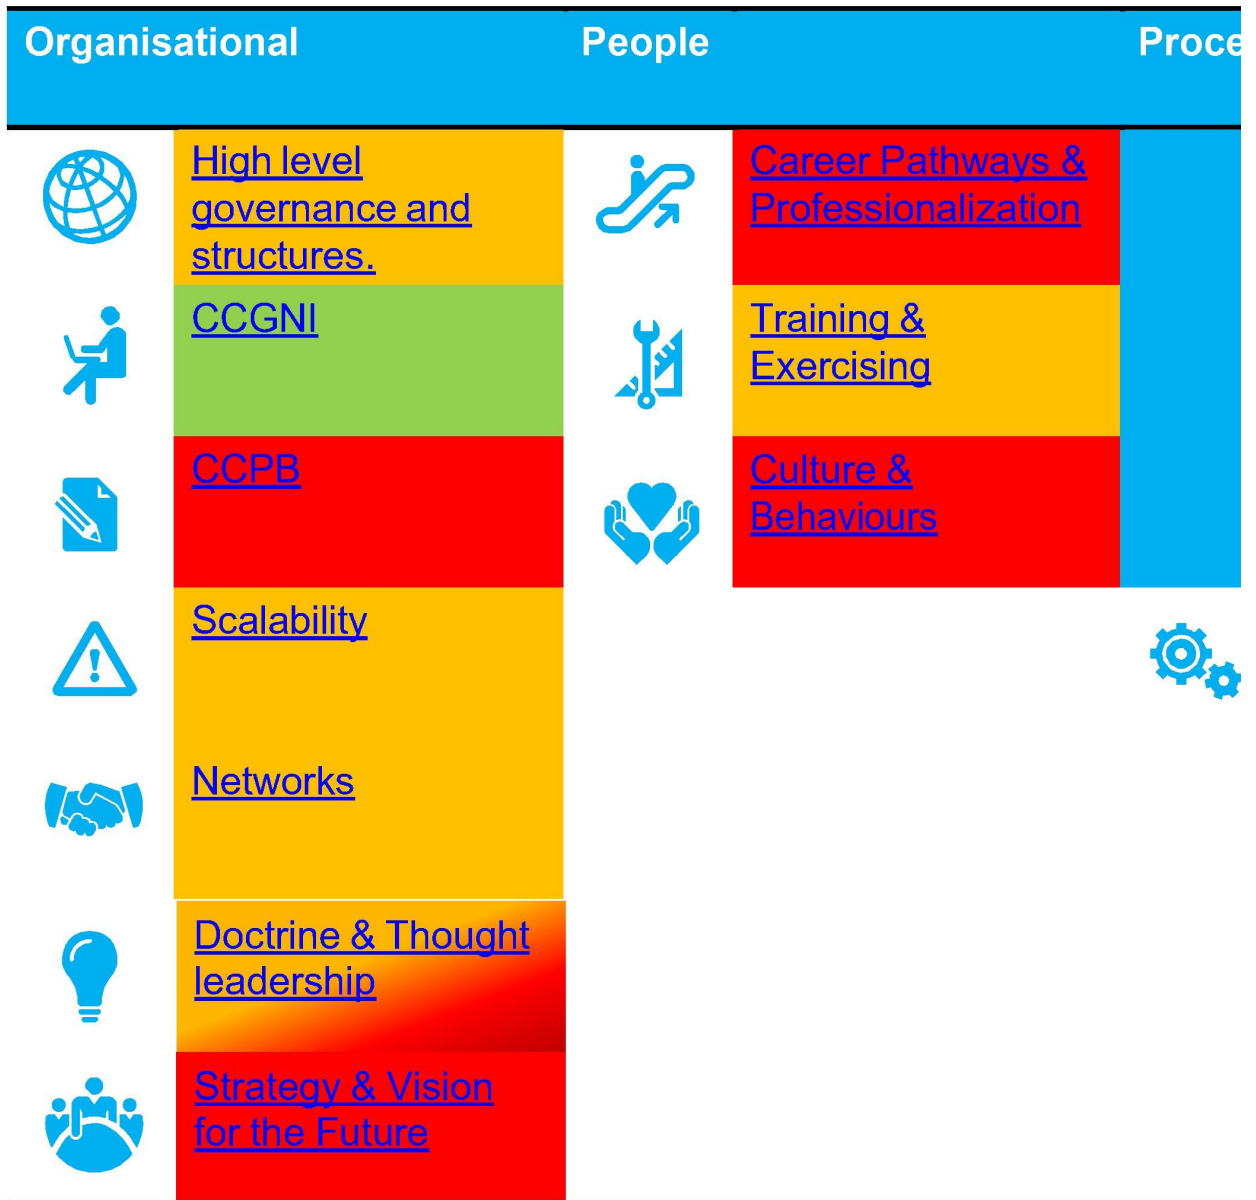 Organisational
People
Proce
High level
governance and
structures.
Career Pathways &
Professionalization
CCGNI
Training &
Exercising
CCPB
Culture &
Behaviours
Scalability
Networks
Doctrine & Thought
leadership
Strategy & Vision
for the Future